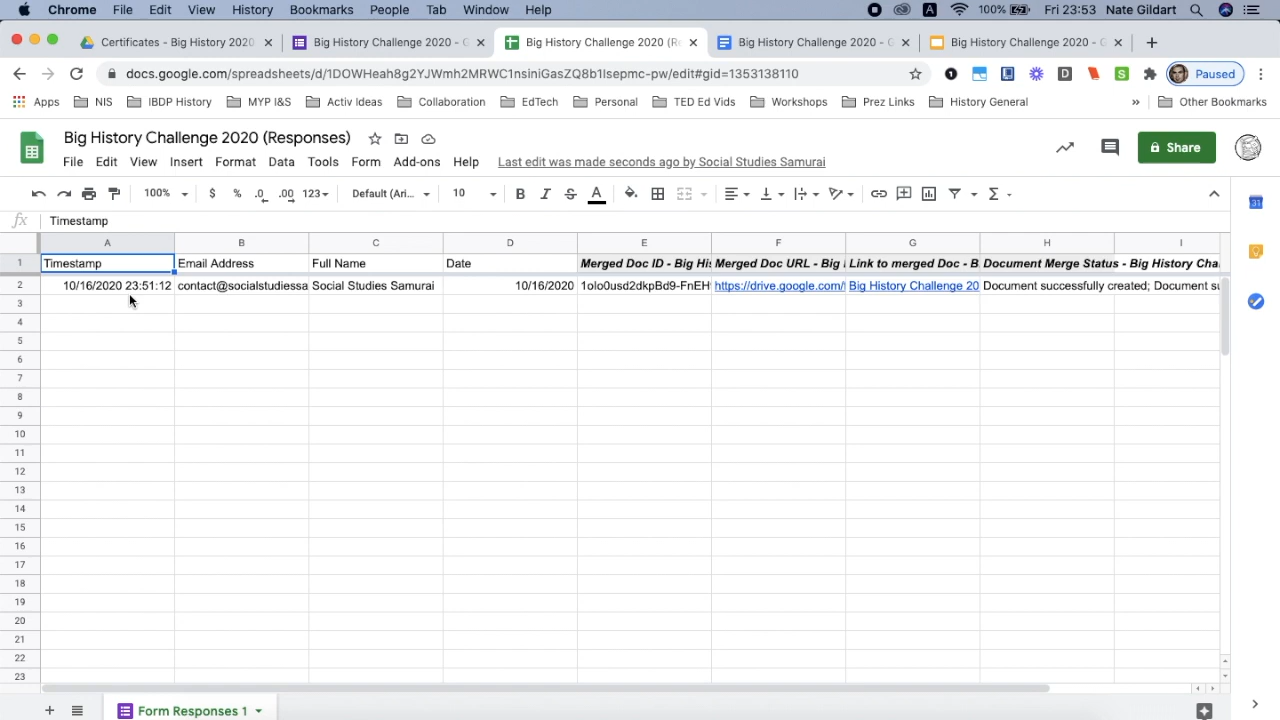 Chrome File Edit View History Bookmarks People Tab Window Help A 100% Fri 23:53 Nate Gildart
Certificates - Big History 2020 Big History Challenge 2020 - G Big History Challenge 2020 (Re Big History Challenge 2020 - G Big History Challenge 2020 - G
docs.google.com/spreadsheets/d/1DOWHeah8g2YJWmh2MRWC1nsiniGasZQ8b1Isepmc-pw/edit#gid=1353138110 D S Paused
Apps NIS IBDP History MYP I&S Activ Ideas Collaboration EdTech Personal TED Ed Vids Workshops Prez Links History General » Other Bookmarks
Big History Challenge 2020 (Responses)
File Edit View Insert Format Data Tools Form Add-ons Help Last edit was made seconds ago by Social Studies Samurai
Share
100% $ % .0 .00 123 Default (Ari... 10 B I S A Σ
fx Timestamp
A B C D E F G H I
1 Timestamp Email Address Full Name Date Merged Doc ID - Big His Merged Doc URL - Big Link to merged Doc - B Document Merge Status - Big History Cha
2 10/16/2020 23:51:12 contact@socialstudiessa Social Studies Samurai 10/16/2020 1olo0usd2dkpBd9-FnEH https://drive.google.com/ Big History Challenge 20 Document successfully created; Document su
3
4
5
6
7
8
9
10
11
12
13
14
15
16
17
18
19
20
21
22
23
Form Responses 1
31